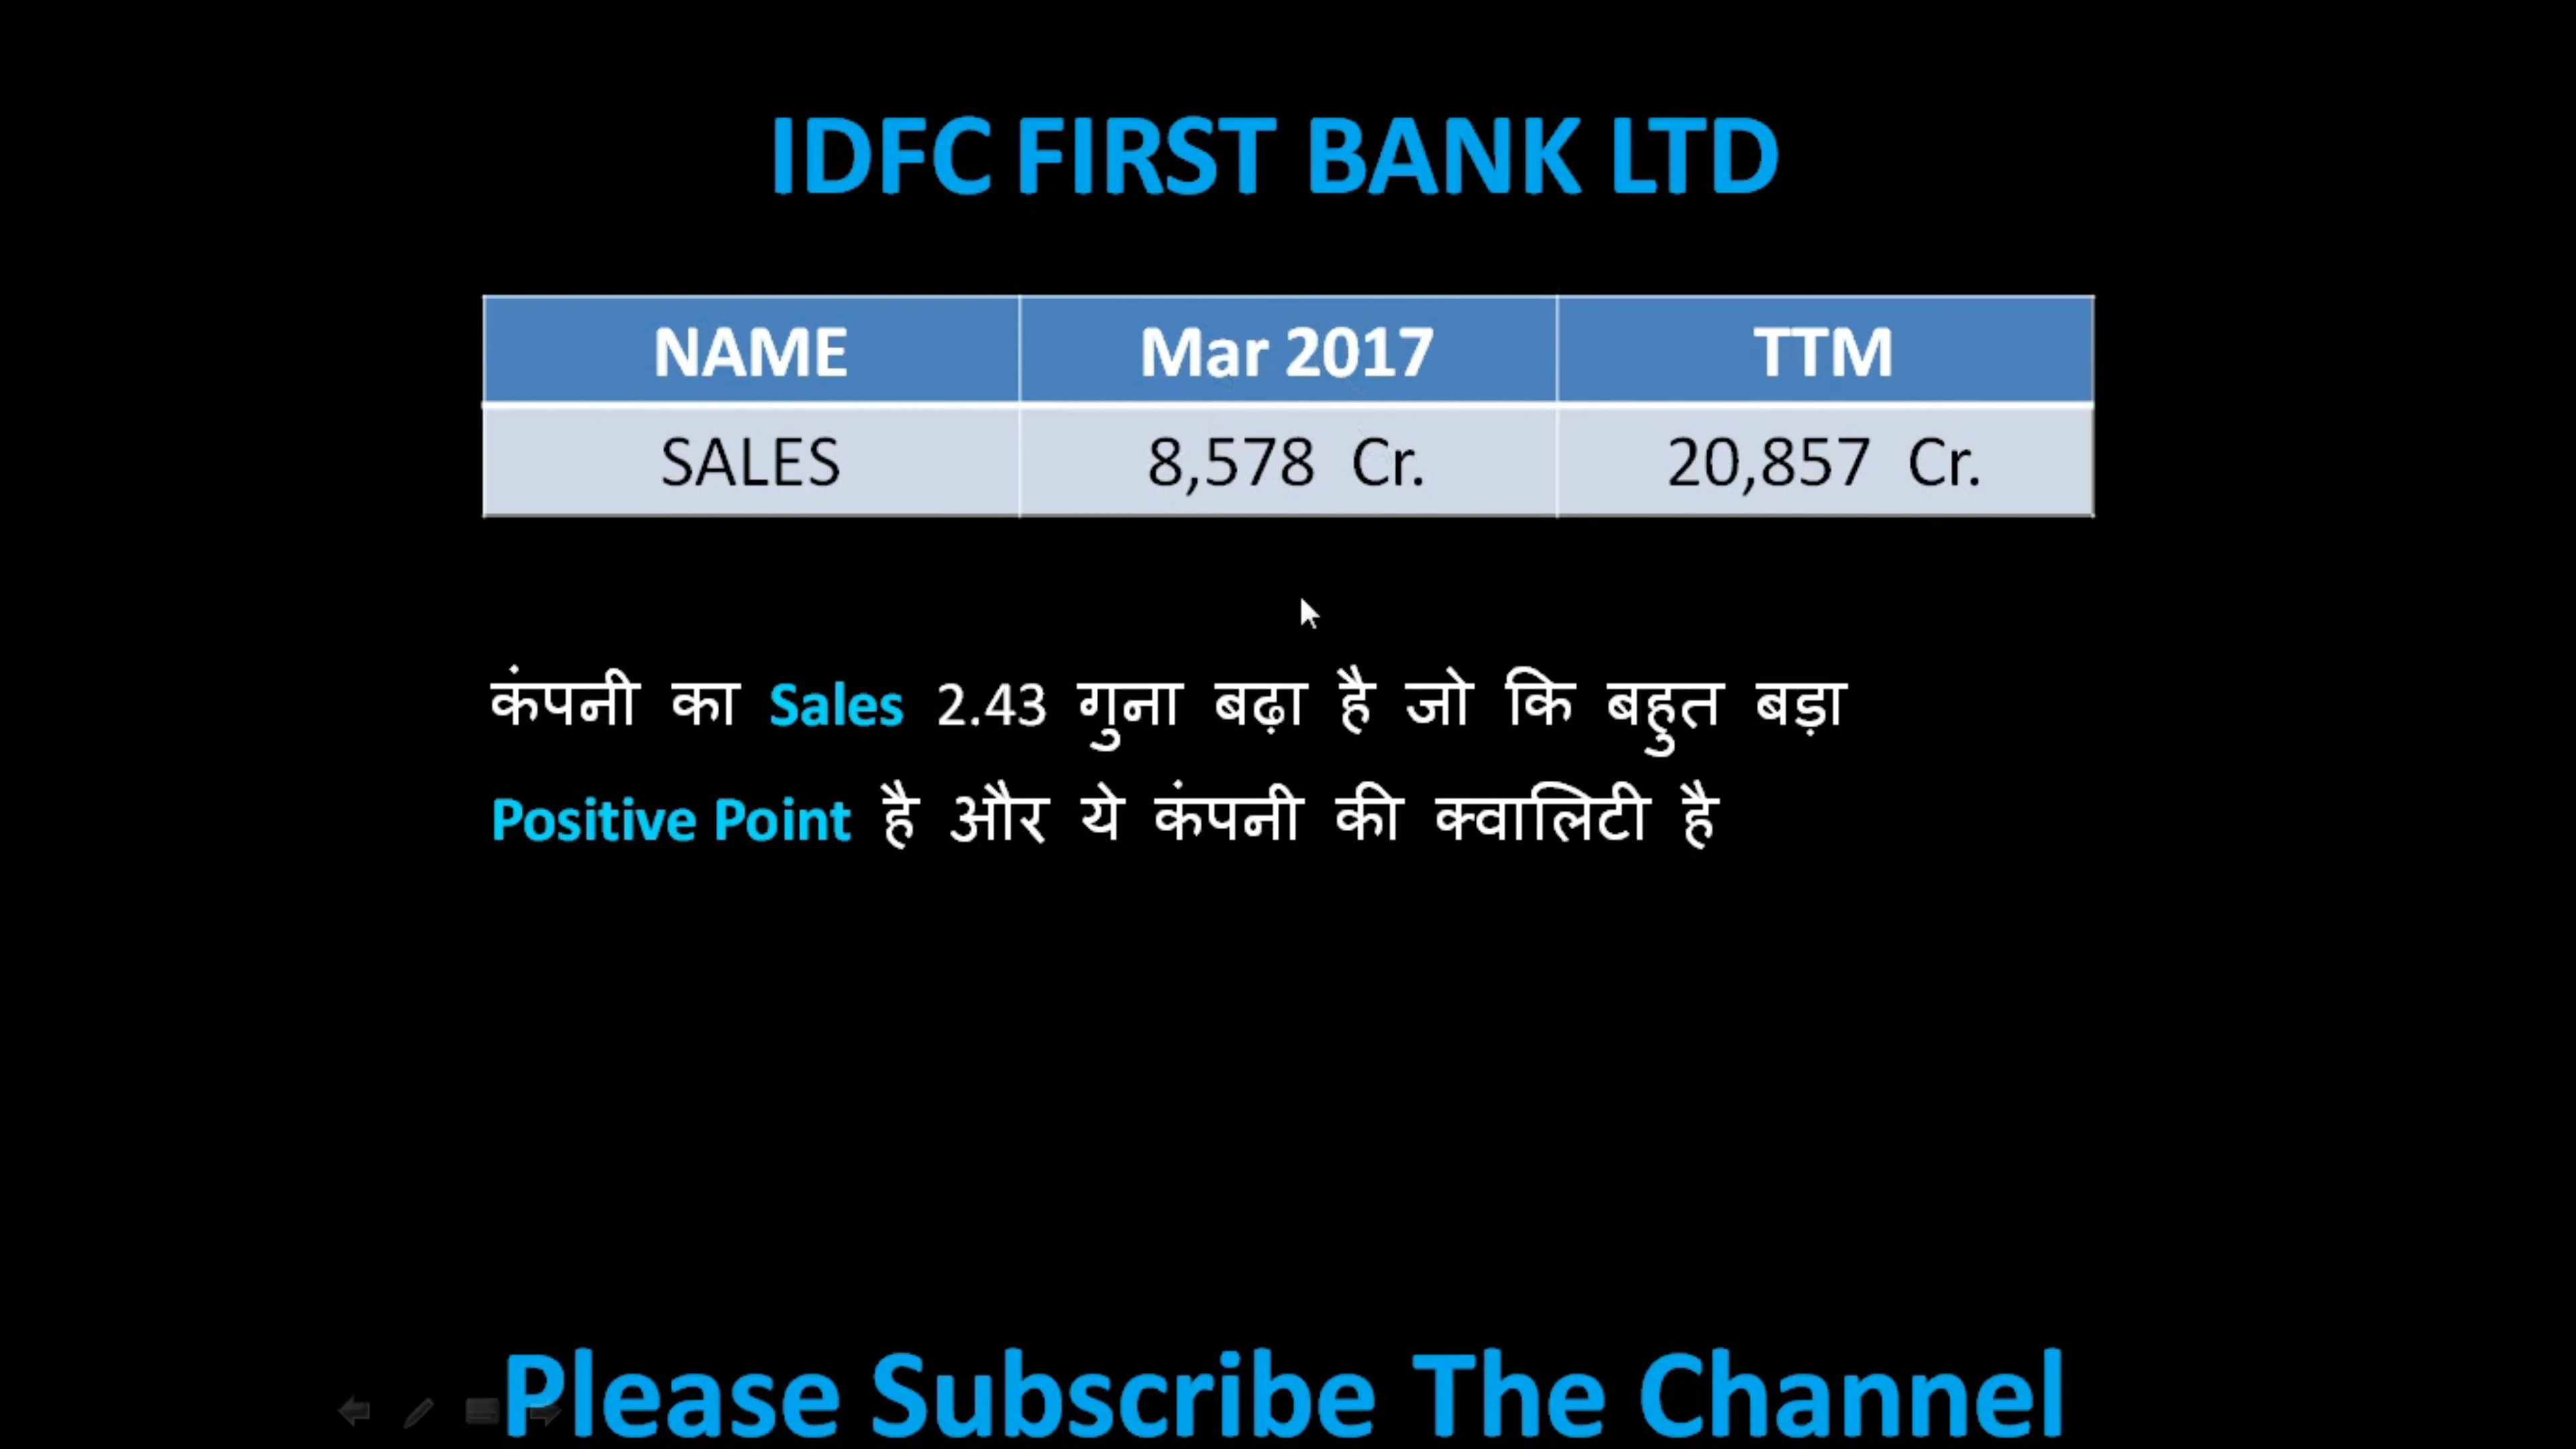 IDFC FIRST BANK LTD
NAME Mar 2017 TTM
SALES 8,578 Cr. 20,857 Cr.
कंपनी का Sales 2.43 गुना बढ़ा है जो कि बहुत बड़ा
Positive Point है और ये कंपनी की क्वालिटी है
Please Subscribe The Channel